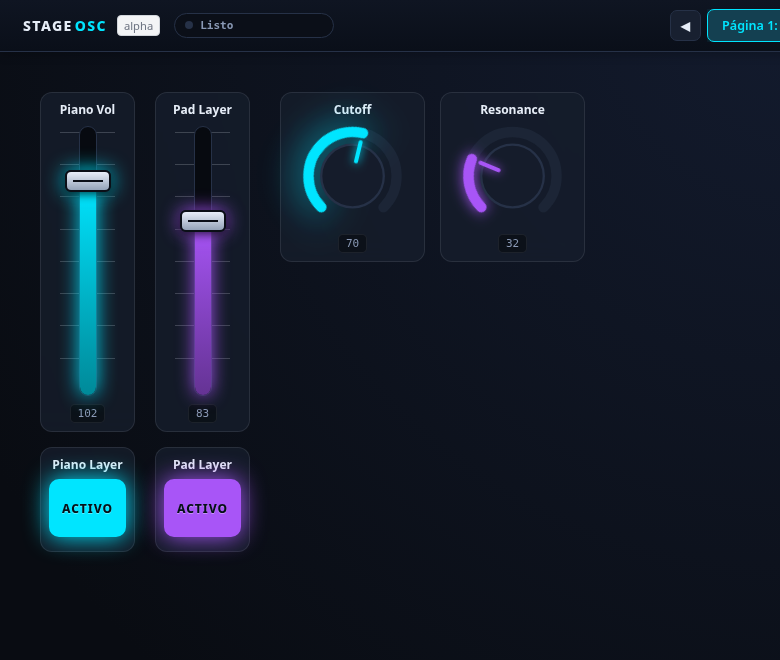 STAGE OSC alpha Listo ◀ Página 1:
Piano Vol Pad Layer Cutoff Resonance
70 32
102 83
Piano Layer Pad Layer
ACTIVO ACTIVO